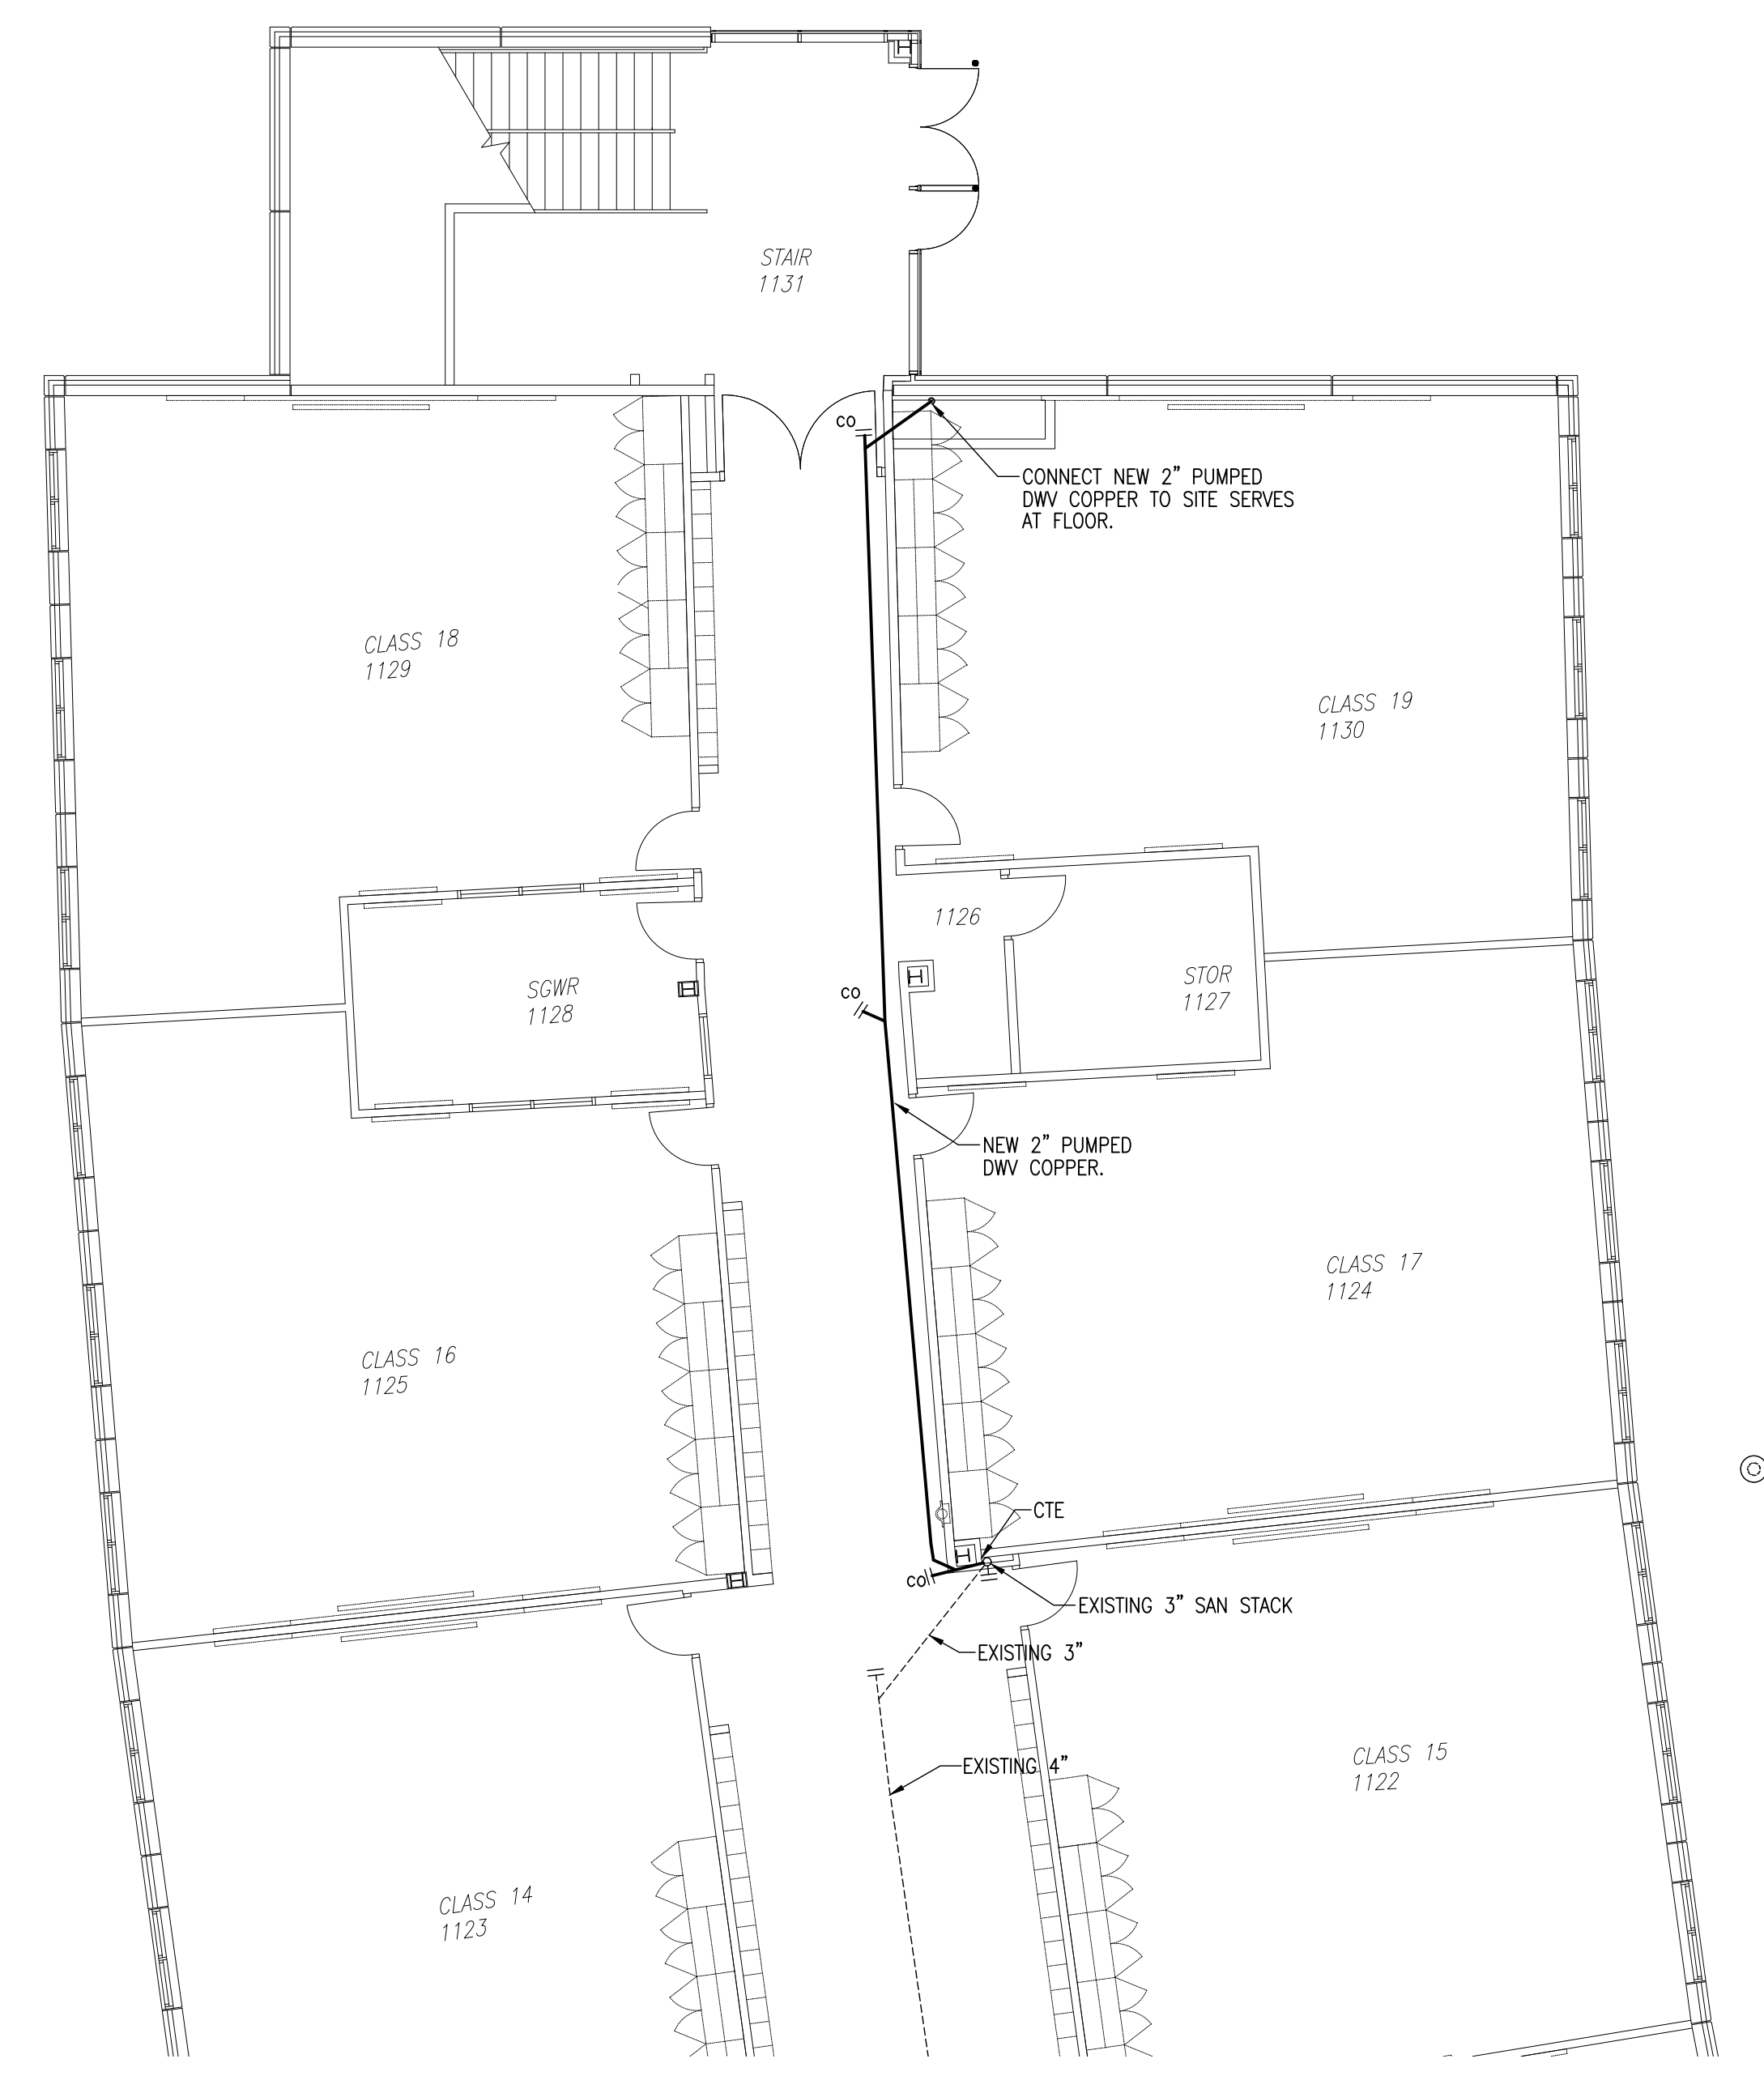 STAIR
1131
CO
CONNECT NEW 2" PUMPED
DWV COPPER TO SITE SERVES
AT FLOOR.
CLASS 18
1129
CLASS 19
1130
1126
SGWR
1128
STOR
1127
CO
NEW 2" PUMPED
DWV COPPER.
CLASS 17
1124
CLASS 16
1125
CTE
CO
EXISTING 3" SAN STACK
EXISTING 3"
EXISTING 4"
CLASS 15
1122
CLASS 14
1123